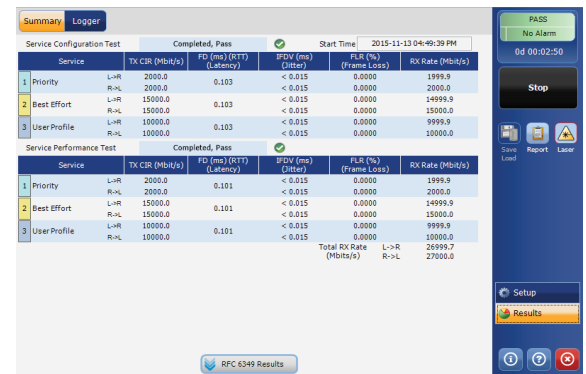 Summary Logger
Service Configuration Test Completed, Pass Start Time 2015-11-13 04:49:39 PM
Service TX CIR (Mbit/s) FD (ms) (RTT) (Latency) IFDV (ms) (Jitter) FLR (%) (Frame Loss) RX Rate (Mbit/s)
1 Priority L->R 2000.0 0.103 < 0.015 0.0000 1999.9
R->L 2000.0 < 0.015 0.0000 2000.0
2 Best Effort L->R 15000.0 0.103 < 0.015 0.0000 14999.9
R->L 15000.0 < 0.015 0.0000 15000.0
3 User Profile L->R 10000.0 0.103 < 0.015 0.0000 9999.9
R->L 10000.0 < 0.015 0.0000 10000.0
Service Performance Test Completed, Pass
Service TX CIR (Mbit/s) FD (ms) (RTT) (Latency) IFDV (ms) (Jitter) FLR (%) (Frame Loss) RX Rate (Mbit/s)
1 Priority L->R 2000.0 0.101 < 0.015 0.0000 1999.9
R->L 2000.0 < 0.015 0.0000 2000.0
2 Best Effort L->R 15000.0 0.101 < 0.015 0.0000 14999.9
R->L 15000.0 < 0.015 0.0000 15000.0
3 User Profile L->R 10000.0 0.101 < 0.015 0.0000 9999.9
R->L 10000.0 < 0.015 0.0000 10000.0
Total RX Rate L->R 26999.7
(Mbits/s) R->L 27000.0
RFC 6349 Results
PASS
No Alarm
0d 00:02:50
Stop
Save Load Report Laser
Setup
Results